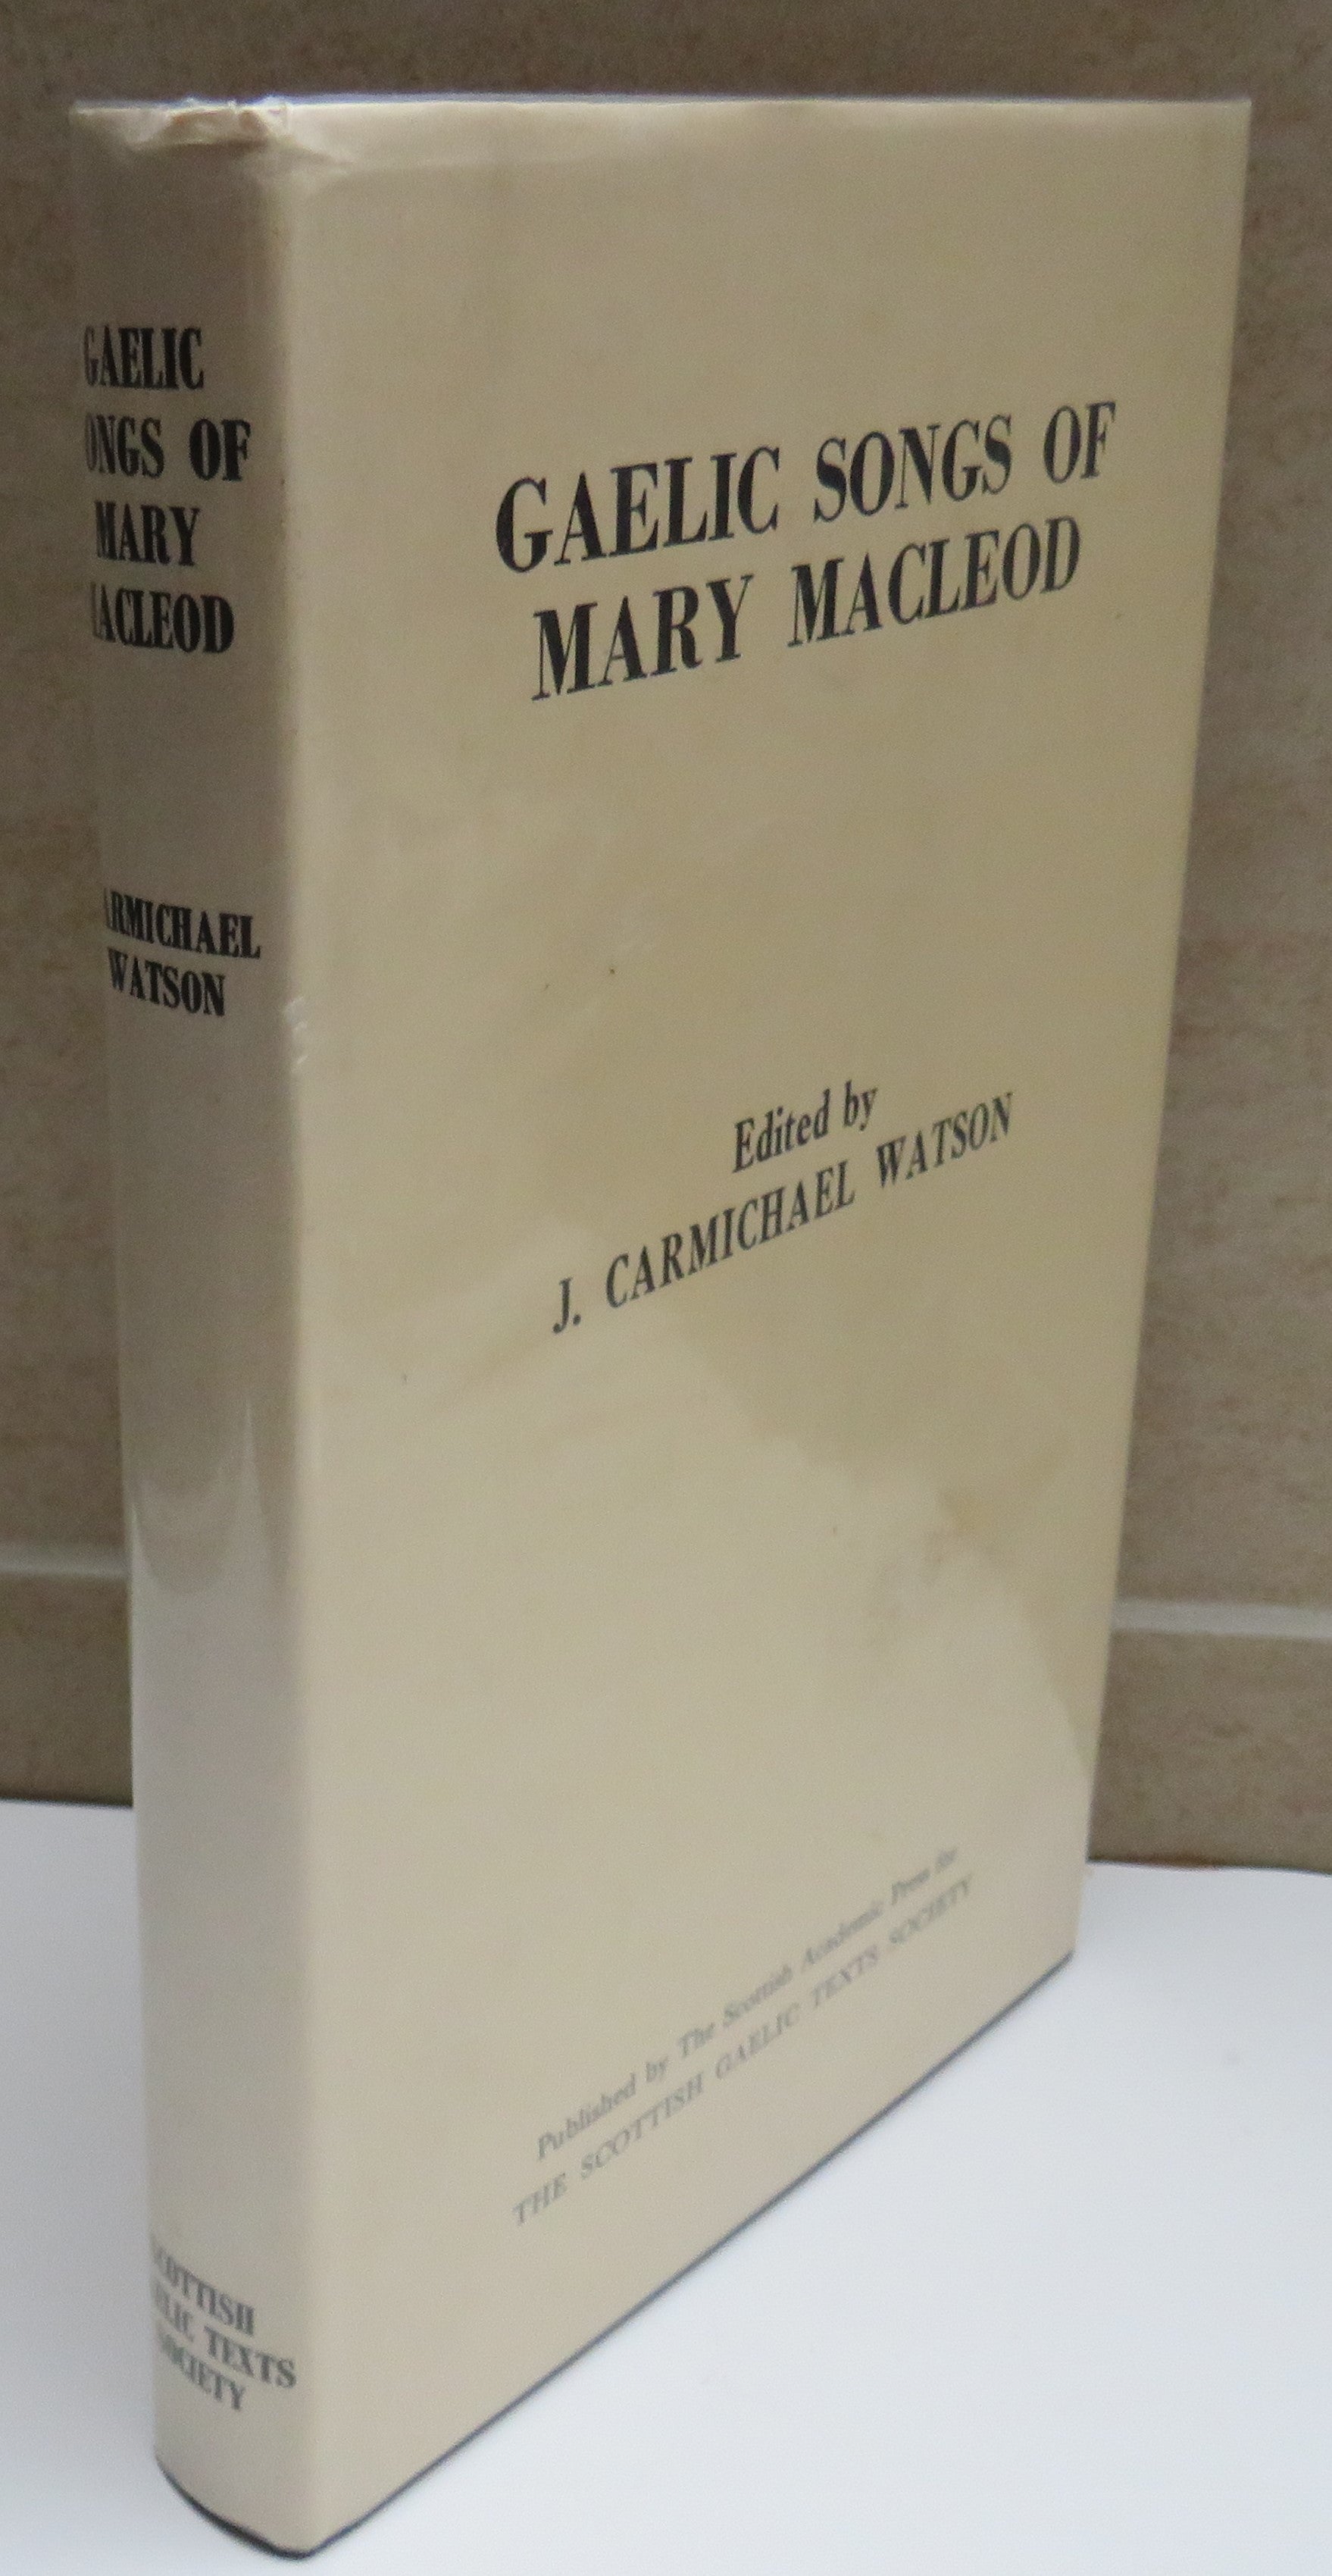 GAELIC
ONGS OF
MARY
ACLEOD
ARMICHAEL
WATSON
SCOTTISH
ELIC TEXTS
SOCIETY
GAELIC SONGS OF
MARY MACLEOD
Edited by
J. CARMICHAEL WATSON
Published by The Scottish Academic Press for
THE SCOTTISH GAELIC TEXTS SOCIETY